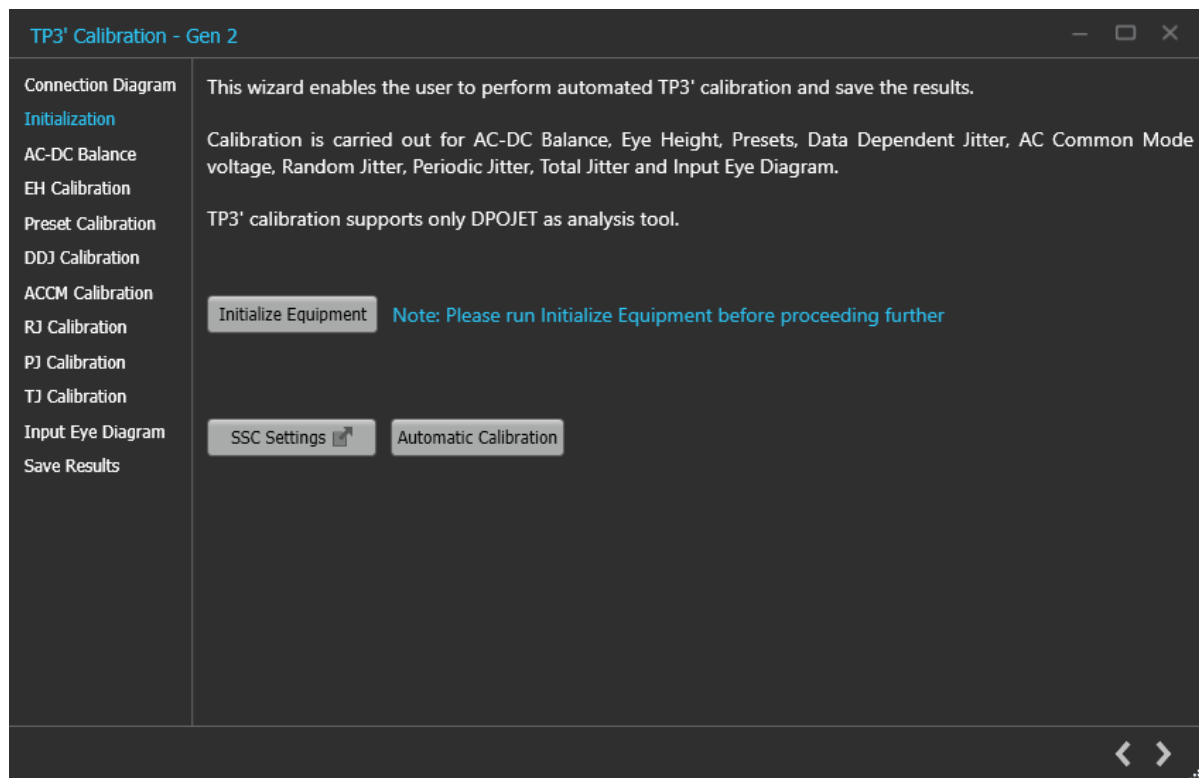 TP3' Calibration - Gen 2
Connection Diagram
Initialization
AC-DC Balance
EH Calibration
Preset Calibration
DDJ Calibration
ACCM Calibration
RJ Calibration
PJ Calibration
TJ Calibration
Input Eye Diagram
Save Results
This wizard enables the user to perform automated TP3' calibration and save the results.
Calibration is carried out for AC-DC Balance, Eye Height, Presets, Data Dependent Jitter, AC Common Mode
voltage, Random Jitter, Periodic Jitter, Total Jitter and Input Eye Diagram.
TP3' calibration supports only DPOJET as analysis tool.
Initialize Equipment
Note: Please run Initialize Equipment before proceeding further
SSC Settings
Automatic Calibration